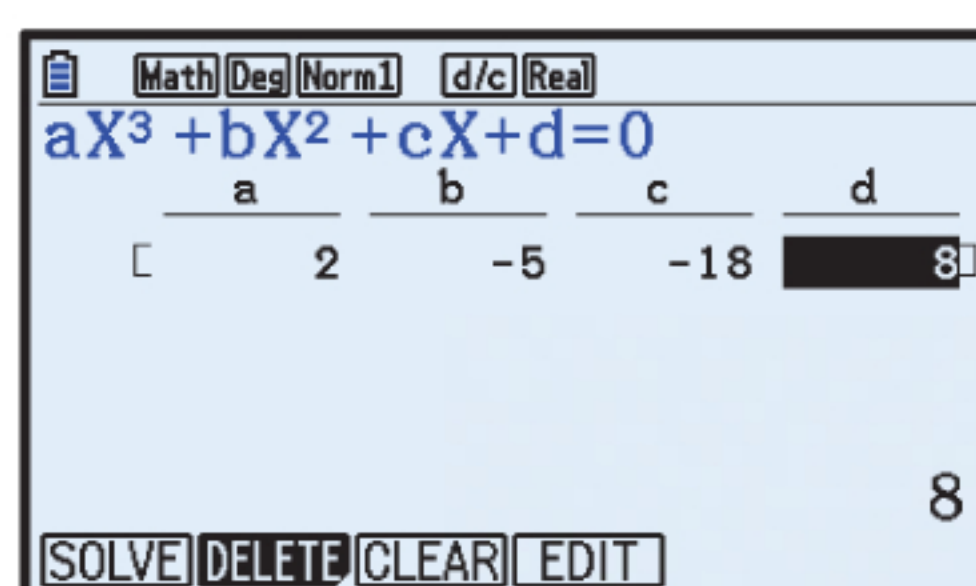 Math Deg Norm1 d/c Real
aX³ +bX² +cX+d=0
a b c d
[ 2 -5 -18 8]
8
SOLVE DELETE CLEAR EDIT